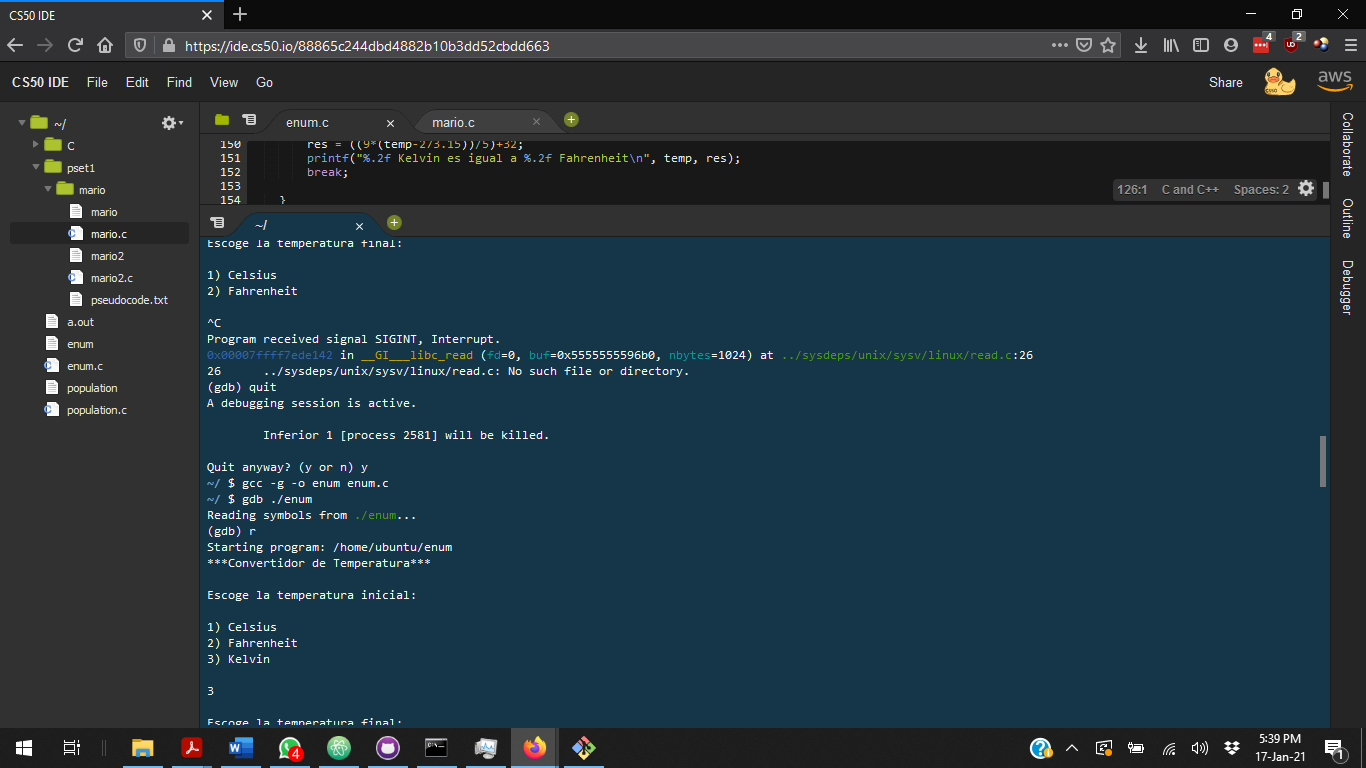 CS50 IDE
https://ide.cs50.io/88865c244dbd4882b10b3dd52cbdd663
4
2
CS50 IDE File Edit Find View Go Share aws
~/
C
pset1
mario
mario
mario.c
mario2
mario2.c
pseudocode.txt
a.out
enum
enum.c
population
population.c
enum.c mario.c
150 res = ((9*(temp-273.15))/5)+32;
151 printf("%.2f Kelvin es igual a %.2f Fahrenheit\n", temp, res);
152 break;
153
154 }
126:1 C and C++ Spaces: 2
Collaborate
Outline
Debugger
~/
Escoge la temperatura final:
1) Celsius
2) Fahrenheit
^C
Program received signal SIGINT, Interrupt.
0x00007ffff7ede142 in __GI___libc_read (fd=0, buf=0x5555555596b0, nbytes=1024) at ../sysdeps/unix/sysv/linux/read.c:26
26 ../sysdeps/unix/sysv/linux/read.c: No such file or directory.
(gdb) quit
A debugging session is active.
Inferior 1 [process 2581] will be killed.
Quit anyway? (y or n) y
~/ $ gcc -g -o enum enum.c
~/ $ gdb ./enum
Reading symbols from ./enum...
(gdb) r
Starting program: /home/ubuntu/enum
***Convertidor de Temperatura***
Escoge la temperatura inicial:
1) Celsius
2) Fahrenheit
3) Kelvin
3
Escoge la temperatura final:
4
5:39 PM
17-Jan-21
1